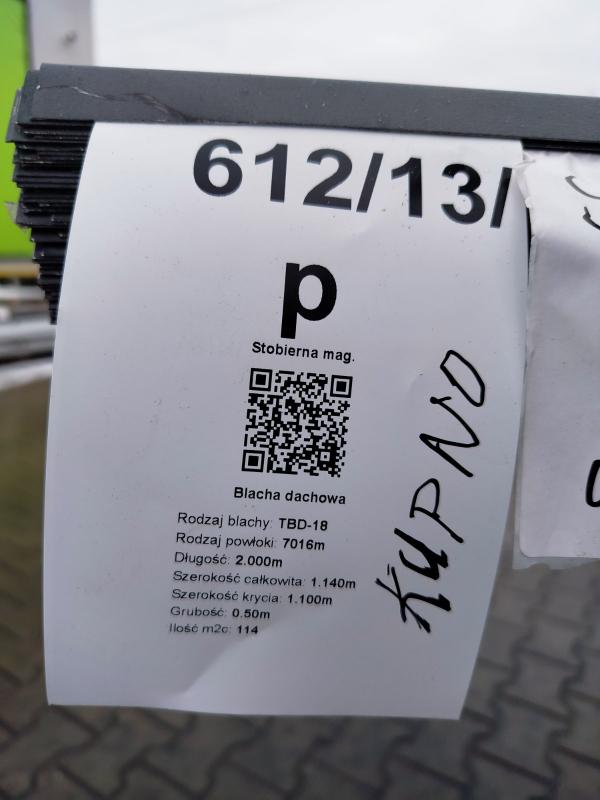 612/13/
p
Stobierna mag.
Blacha dachowa
Rodzaj blachy: TBD-18
Rodzaj powłoki: 7016m
Długość: 2.000m
Szerokość całkowita: 1.140m
Szerokość krycia: 1.100m
Grubość: 0.50m
Ilość m2c: 114
KUPNO